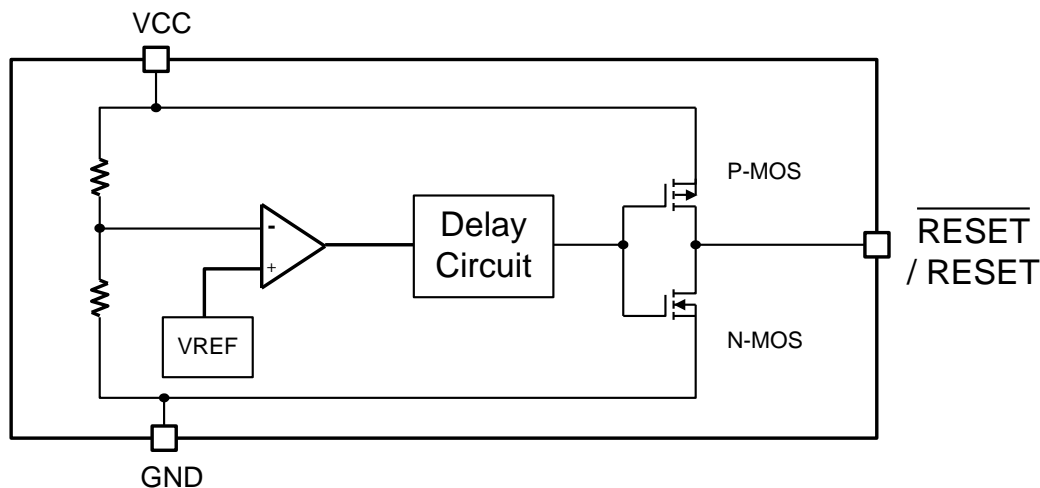 VCC
P-MOS
-
+
Delay
Circuit
RESET
/ RESET
VREF
N-MOS
GND